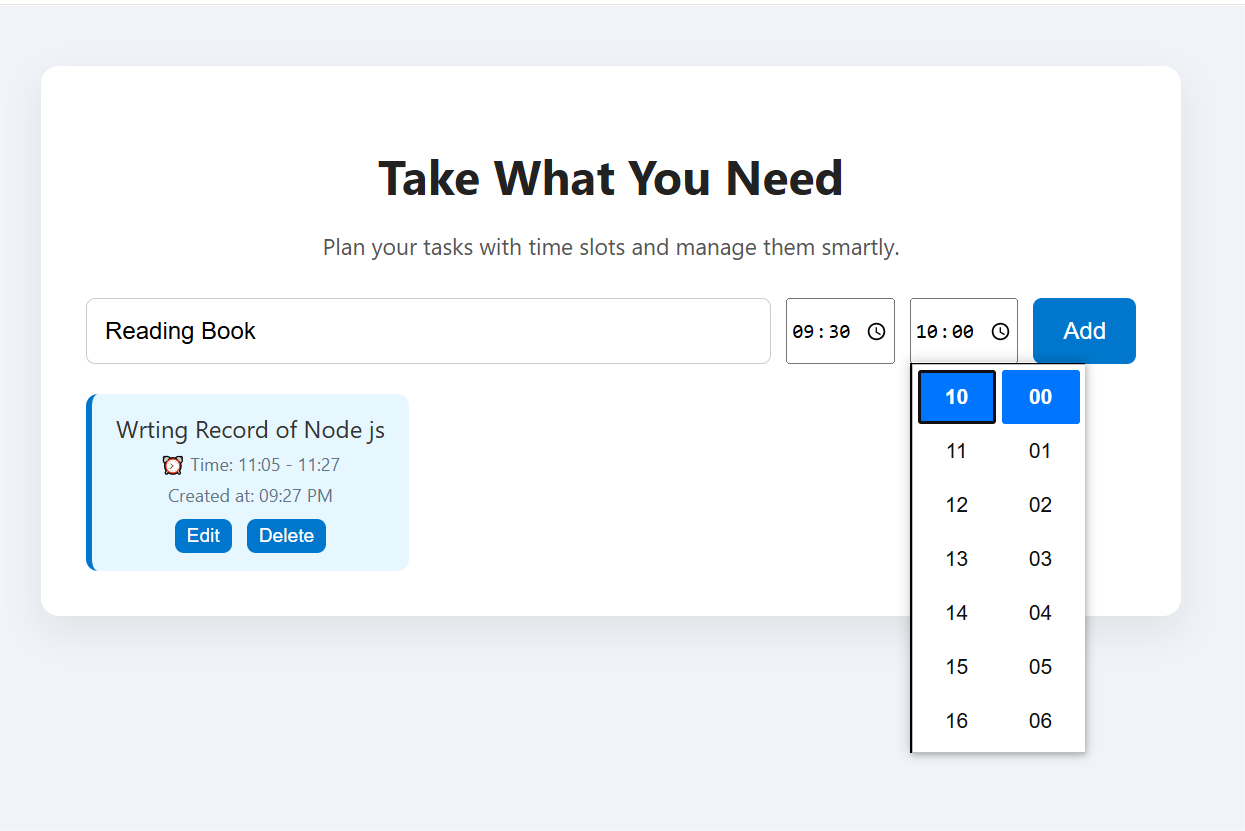 Take What You Need
Plan your tasks with time slots and manage them smartly.
Reading Book 09:30 10:00 Add
Wrting Record of Node js
⏰ Time: 11:05 - 11:27
Created at: 09:27 PM
Edit Delete
10 00
11 01
12 02
13 03
14 04
15 05
16 06